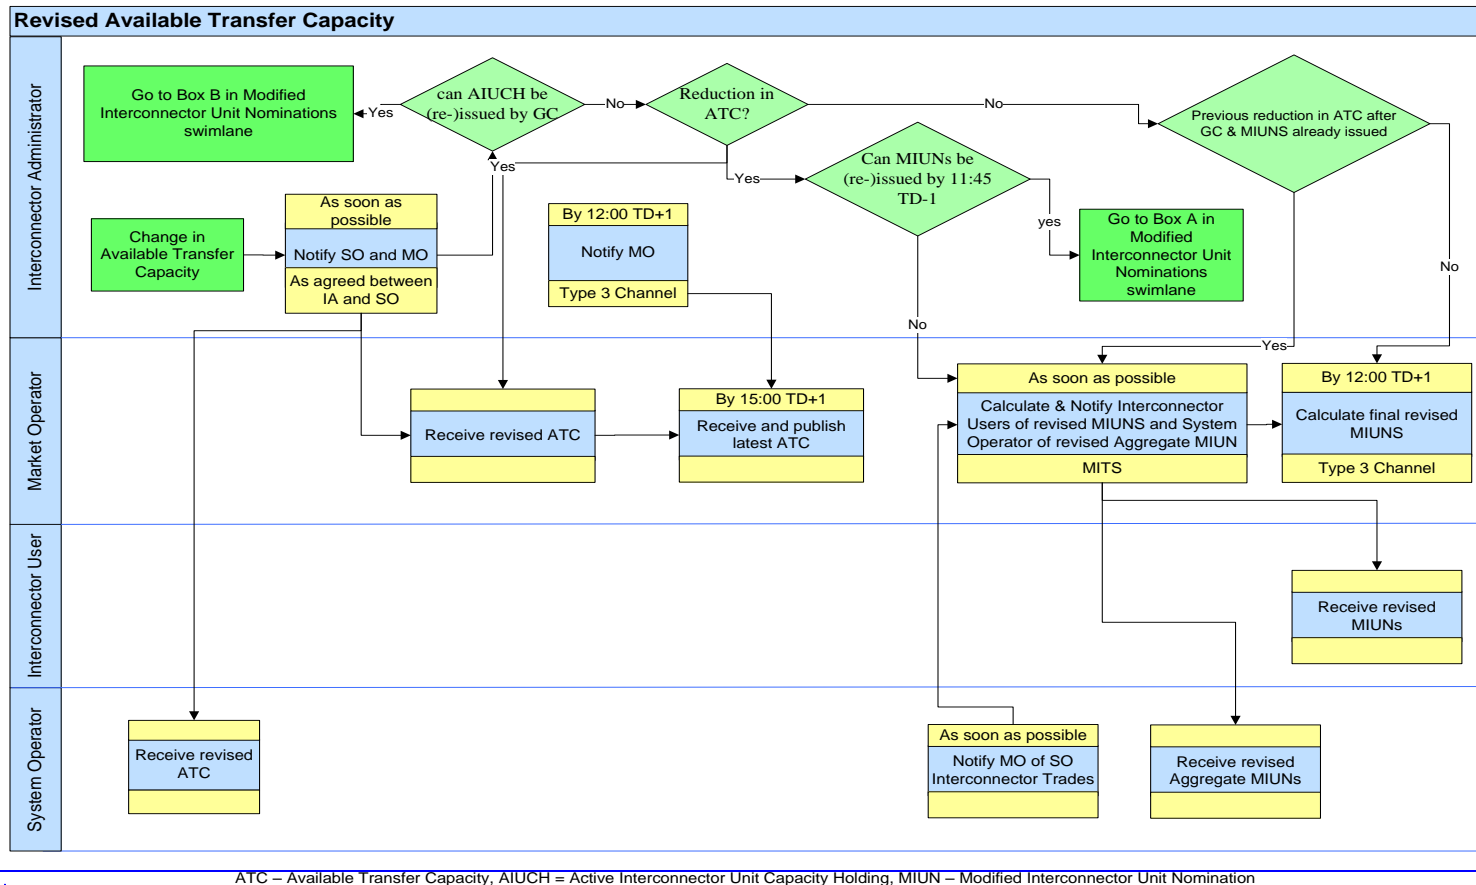 Revised Available Transfer Capacity
Interconnector Administrator
Go to Box B in Modified
Interconnector Unit Nominations
swimlane
Yes
can AIUCH be
(re-)issued by GC
No
Reduction in
ATC?
No
Previous reduction in ATC after
GC & MIUNS already issued
Yes
Yes
Can MIUNs be
(re-)issued by 11:45
TD-1
yes
Go to Box A in
Modified
Interconnector Unit
Nominations
swimlane
No
No
Change in
Available Transfer
Capacity
As soon as
possible
Notify SO and MO
As agreed between
IA and SO
By 12:00 TD+1
Notify MO
Type 3 Channel
Yes
Market Operator
Receive revised ATC
By 15:00 TD+1
Receive and publish
latest ATC
As soon as possible
Calculate & Notify Interconnector
Users of revised MIUNS and System
Operator of revised Aggregate MIUN
MITS
By 12:00 TD+1
Calculate final revised
MIUNS
Type 3 Channel
Interconnector User
Receive revised
MIUNs
System Operator
Receive revised
ATC
As soon as possible
Notify MO of SO
Interconnector Trades
Receive revised
Aggregate MIUNs
ATC – Available Transfer Capacity, AIUCH = Active Interconnector Unit Capacity Holding, MIUN – Modified Interconnector Unit Nomination